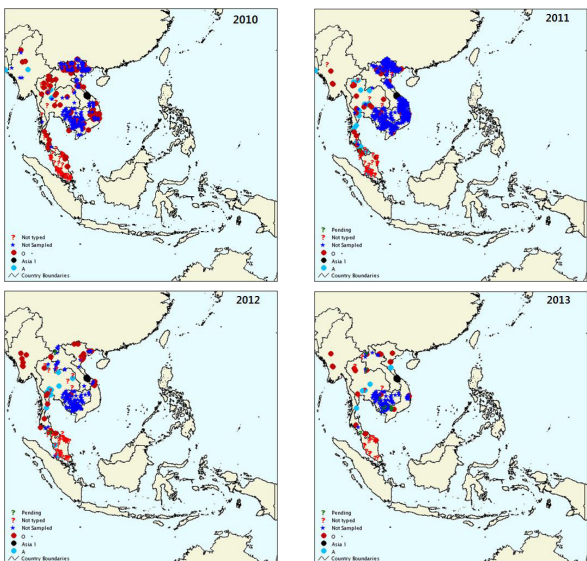 2010
? Not typed
★ Not Sampled
● O -
● Asia 1
● A
Country Boundaries
2011
? Pending
? Not typed
★ Not Sampled
● O -
● Asia 1
● A
Country Boundaries
2012
? Pending
? Not typed
★ Not Sampled
● O -
● Asia 1
● A
Country Boundaries
2013
? Pending
? Not typed
★ Not Sampled
● O -
● Asia 1
● A
Country Boundaries